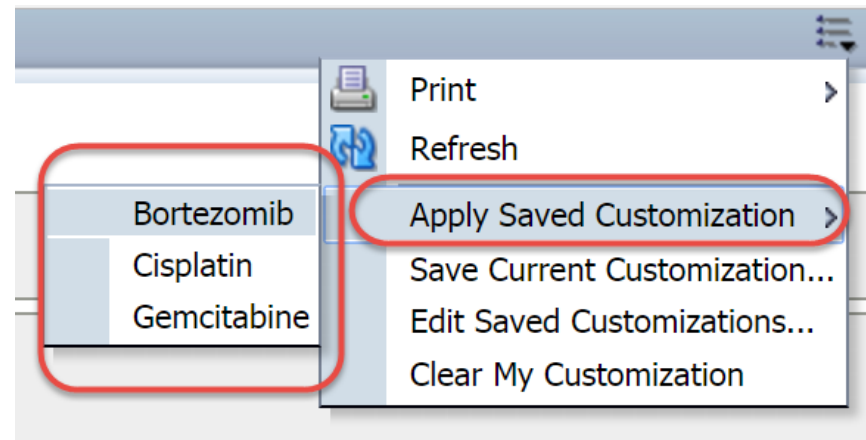 Print
Refresh
Apply Saved Customization
Save Current Customization...
Edit Saved Customizations...
Clear My Customization
Bortezomib
Cisplatin
Gemcitabine